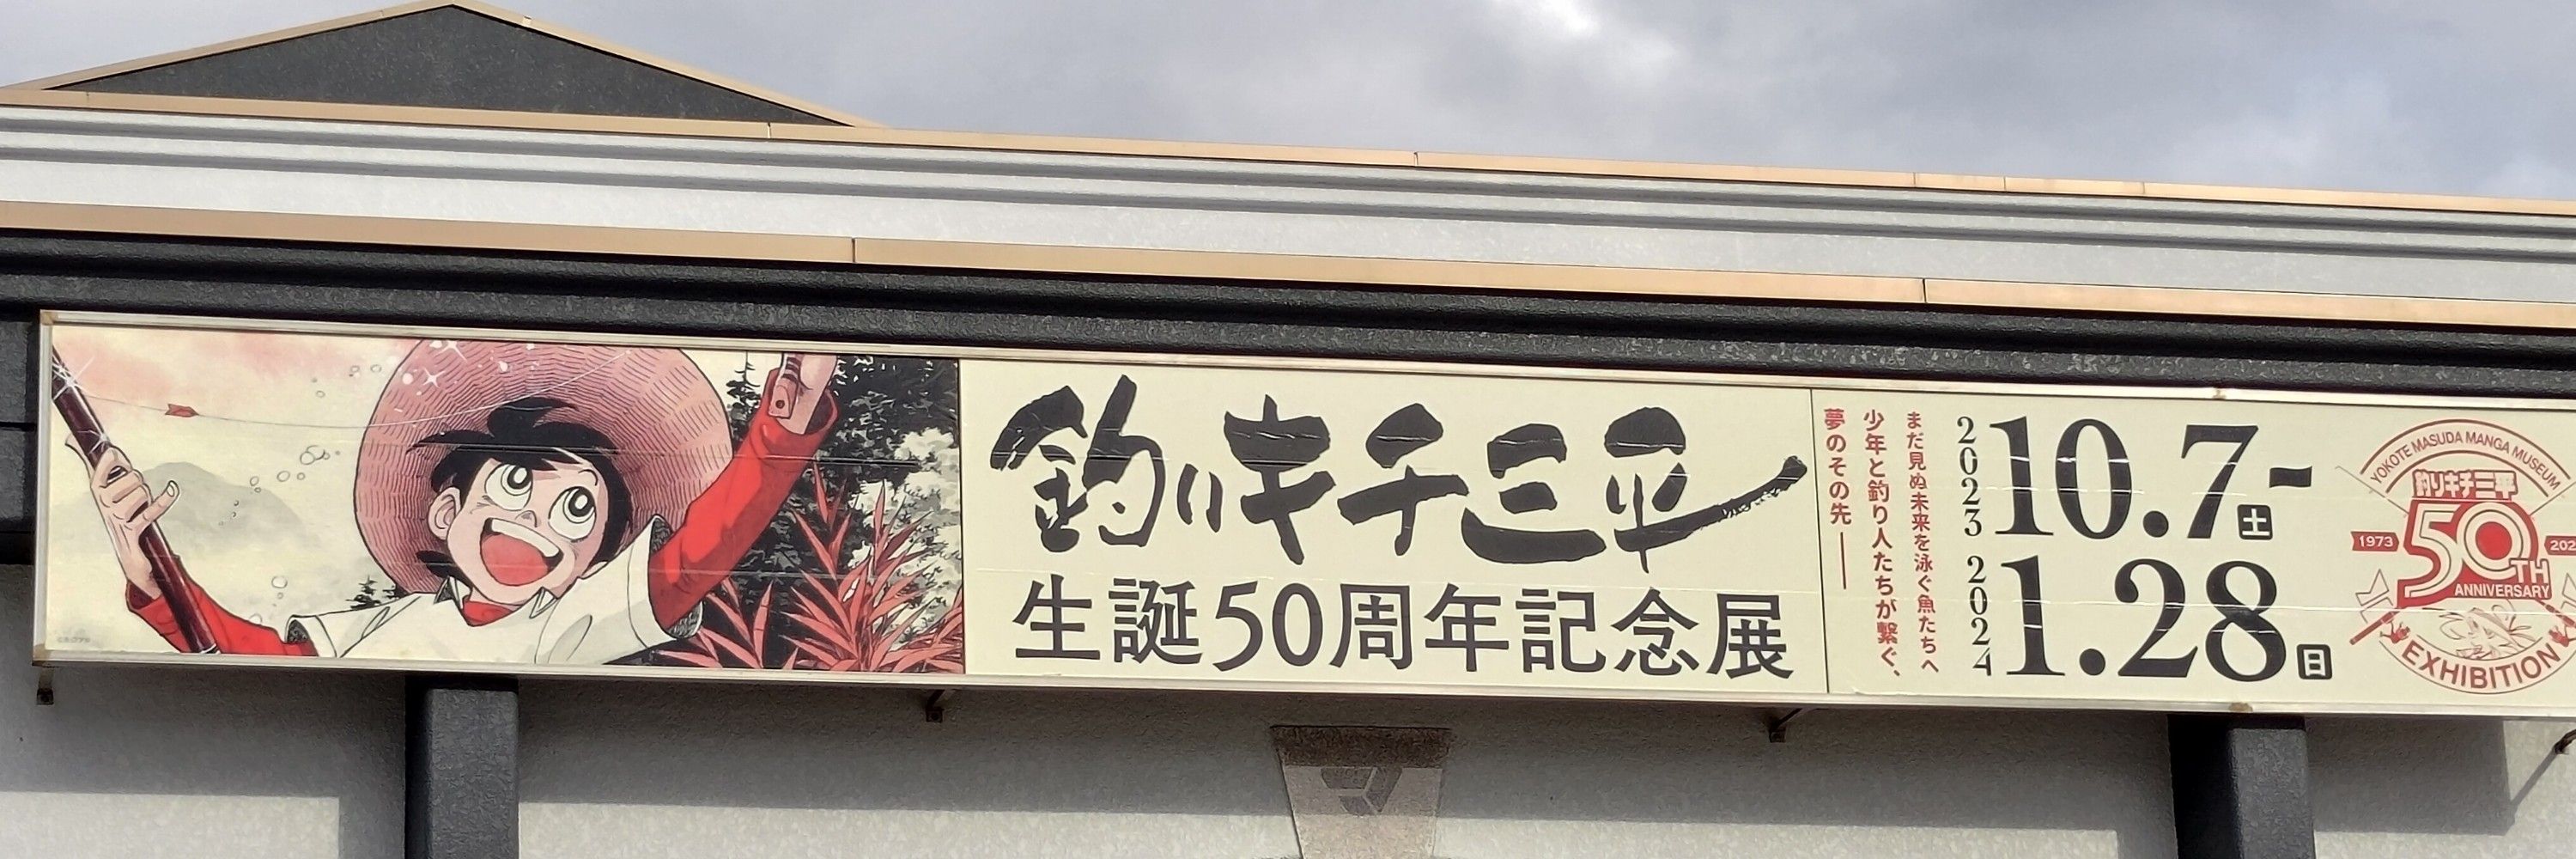 釣りキチ三平
生誕50周年記念展
まだ見ぬ未来を泳ぐ魚たちへ
少年と釣り人たちが繋ぐ、
夢のその先——
2023
10.7-
土
2024
1.28
日
YOKOTE MASUDA MANGA MUSEUM
釣りキチ三平
50TH
ANNIVERSARY
1973
202
EXHIBITION